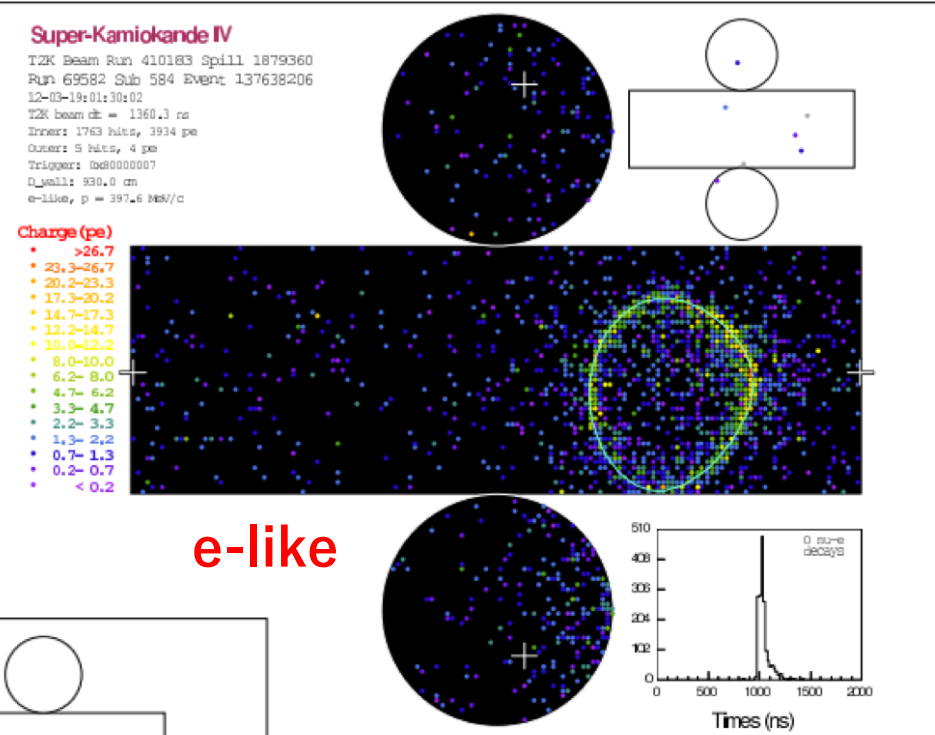 Super-Kamiokande IV
T2K Beam Run 410183 Spill 1879360
Run 69582 Sub 584 Event 137638206
12-03-19:01:30:02
T2K beam dt = 1360.3 ns
Inner: 1763 hits, 3934 pe
Outer: 5 hits, 4 pe
Trigger: 0x80000007
D_wall: 930.0 cm
e-like, p = 397.6 MeV/c
Charge(pe)
>26.7
23.3-26.7
20.2-23.3
17.3-20.2
14.7-17.3
12.2-14.7
10.0-12.2
8.0-10.0
6.2- 8.0
4.7- 6.2
3.3- 4.7
2.2- 3.3
1.3- 2.2
0.7- 1.3
0.2- 0.7
< 0.2
e-like
510
408
306
204
102
0
0 mu-e
decays
0 500 1000 1500 2000
Times (ns)